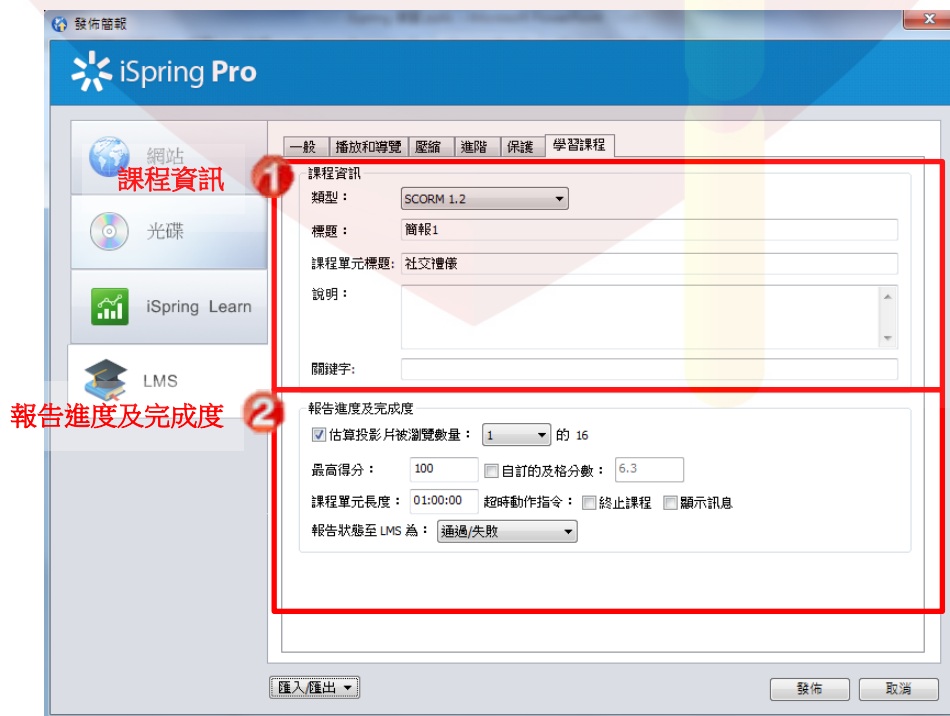 發佈簡報
iSpring Pro
網站
光碟
iSpring Learn
LMS
課程資訊
1
報告進度及完成度
2
一般 播放和導覽 壓縮 進階 保護 學習課程
課程資訊
類型： SCORM 1.2
標題： 簡報1
課程單元標題: 社交禮儀
說明：
關鍵字:
報告進度及完成度
估算投影片被瀏覽數量： 1 的 16
最高得分： 100 自訂的及格分數： 6.3
課程單元長度： 01:00:00 超時動作指令： 終止課程 顯示訊息
報告狀態至 LMS 為： 通過/失敗
匯入/匯出 發佈 取消